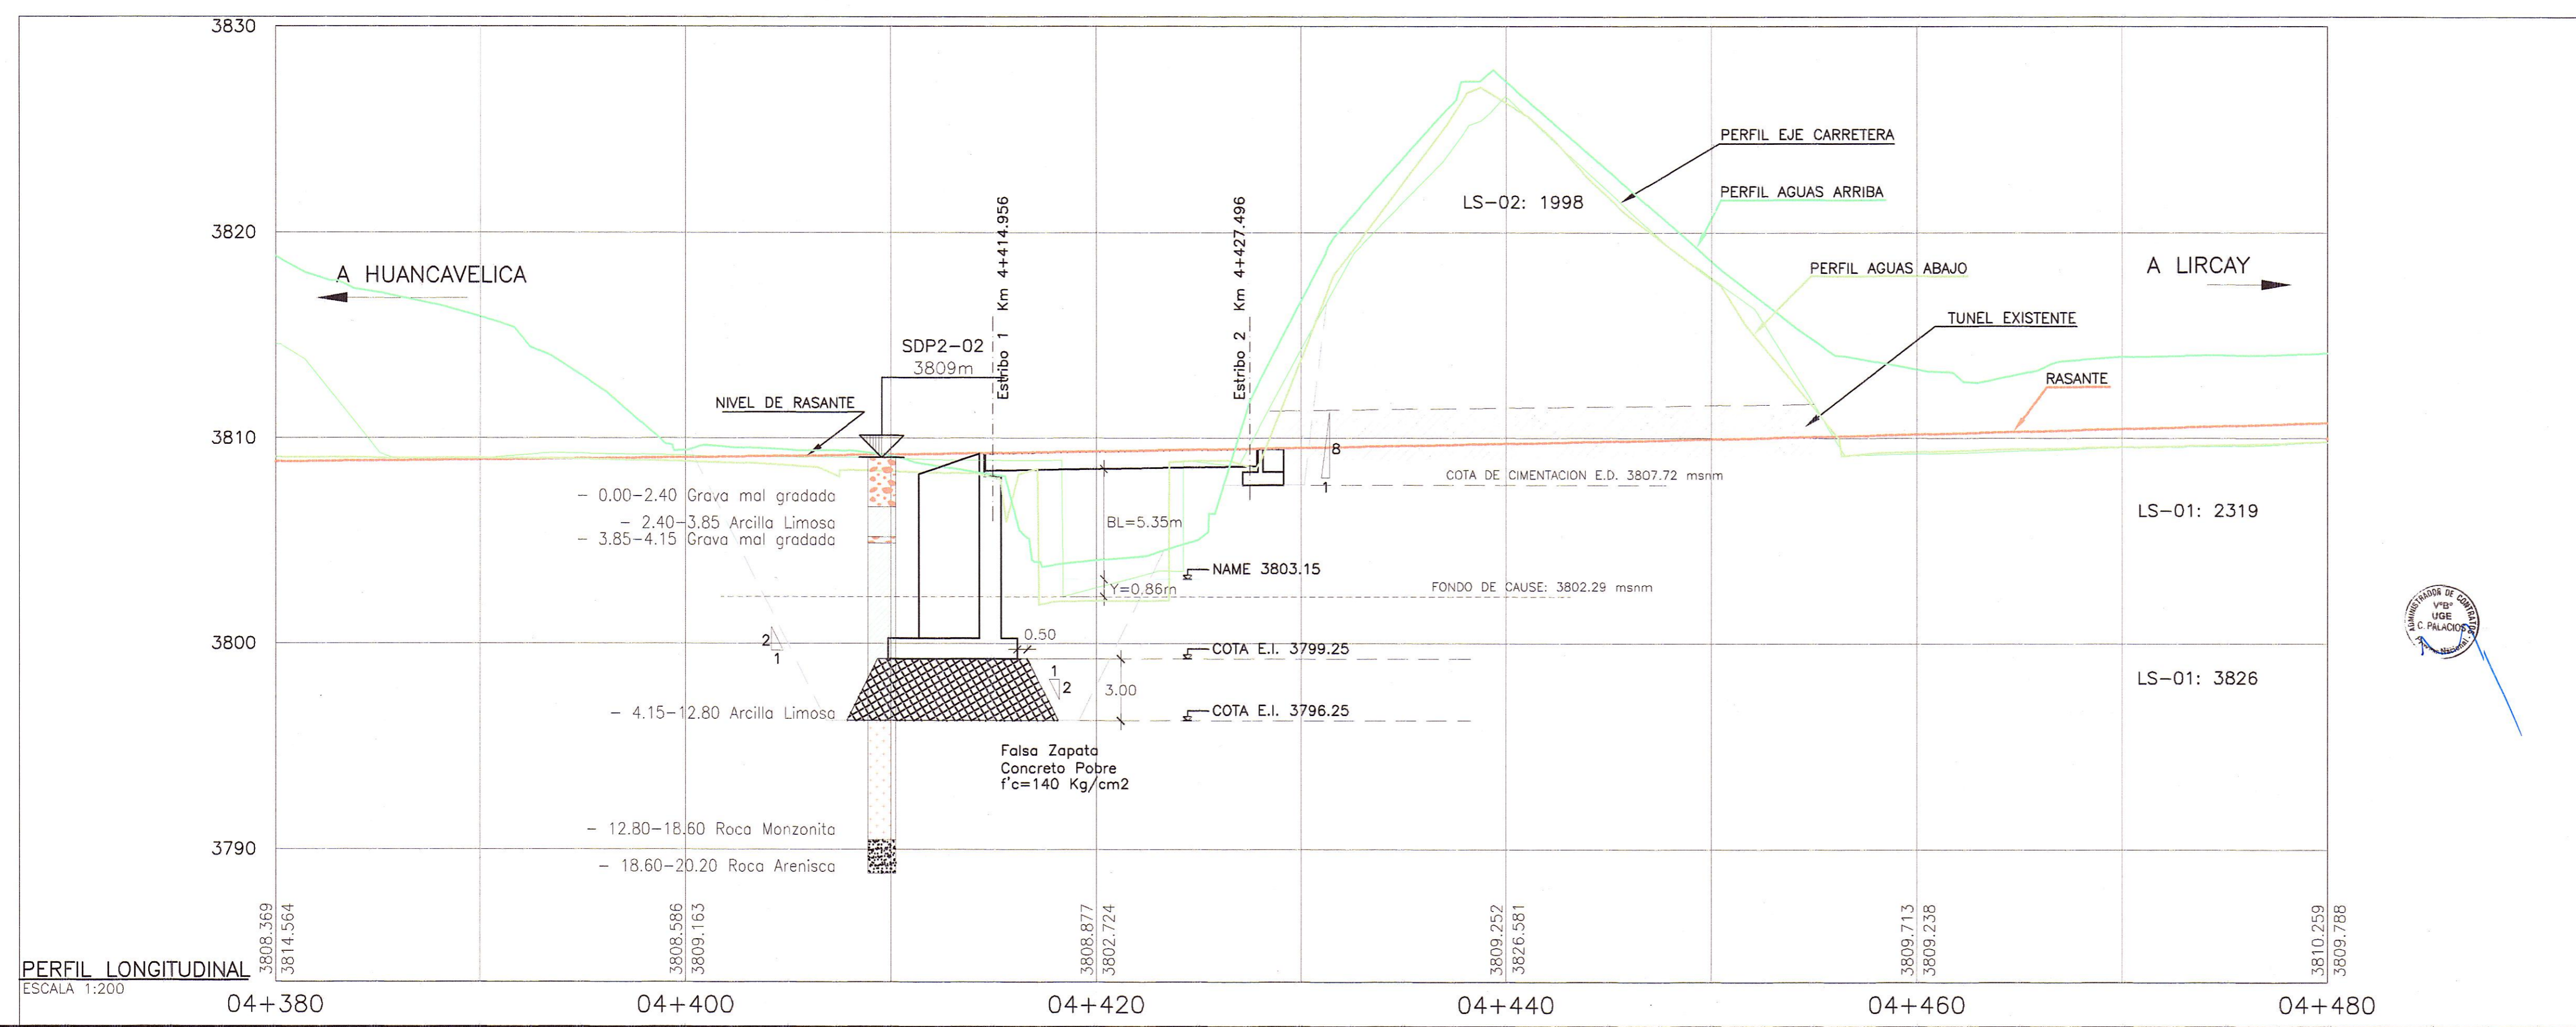 3830
3820
3810
3800
3790
A HUANCAVELICA
A LIRCAY
SDP2-02
3809m
NIVEL DE RASANTE
Estribo 1 Km 4+414.956
Estribo 2 Km 4+427.496
LS-02: 1998
PERFIL EJE CARRETERA
PERFIL AGUAS ARRIBA
PERFIL AGUAS ABAJO
TUNEL EXISTENTE
RASANTE
8
1
COTA DE CIMENTACION E.D. 3807.72 msnm
LS-01: 2319
LS-01: 3826
- 0.00-2.40 Grava mal gradada
- 2.40-3.85 Arcilla Limosa
- 3.85-4.15 Grava mal gradada
BL=5.35m
NAME 3803.15
Y=0.86m
FONDO DE CAUSE: 3802.29 msnm
2
1
0.50
COTA E.I. 3799.25
1
2
3.00
COTA E.I. 3796.25
- 4.15-12.80 Arcilla Limosa
Falsa Zapata
Concreto Pobre
f'c=140 Kg/cm2
- 12.80-18.60 Roca Monzonita
- 18.60-20.20 Roca Arenisca
ADMINISTRADOR DE CONTRATOS
V°B°
UGE
C. PALACIOS
Nacional
3808.369
3814.564
3808.586
3809.163
3808.877
3802.724
3809.252
3826.581
3809.713
3809.238
3810.259
3809.788
PERFIL LONGITUDINAL
ESCALA 1:200
04+380
04+400
04+420
04+440
04+460
04+480